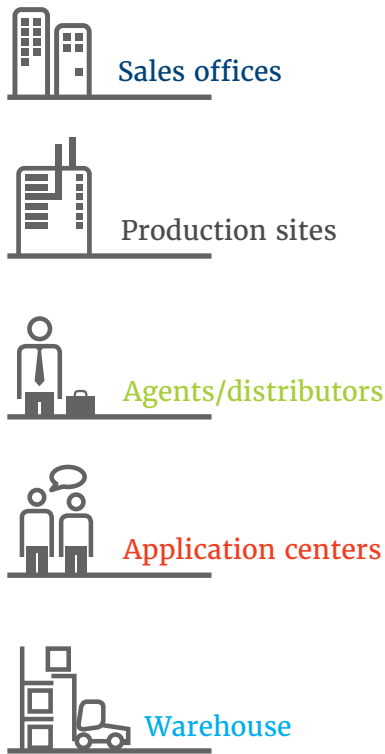 Sales offices
Production sites
Agents/distributors
Application centers
Warehouse